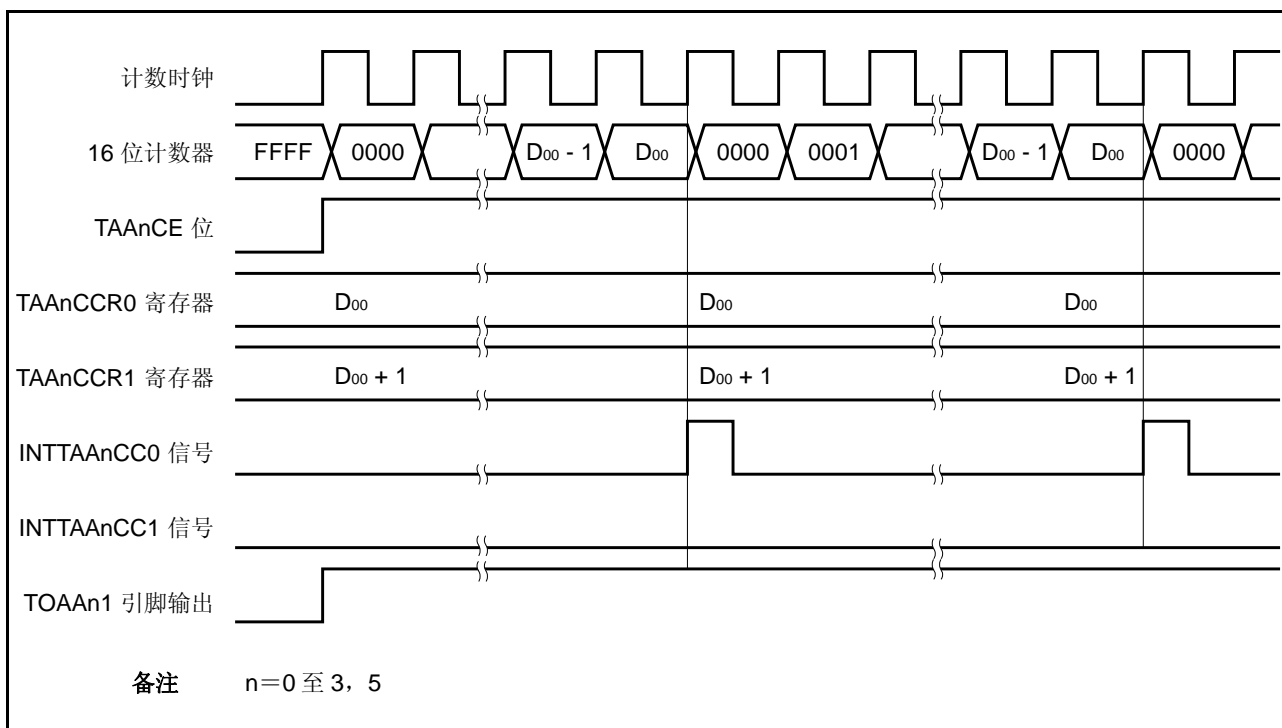 计数时钟
16 位计数器 FFFF 0000 D00 - 1 D00 0000 0001 D00 - 1 D00 0000
TAAnCE 位
TAAnCCR0 寄存器 D00 D00 D00
TAAnCCR1 寄存器 D00 + 1 D00 + 1 D00 + 1
INTTAAnCC0 信号
INTTAAnCC1 信号
TOAAn1 引脚输出
备注 n＝0 至 3，5